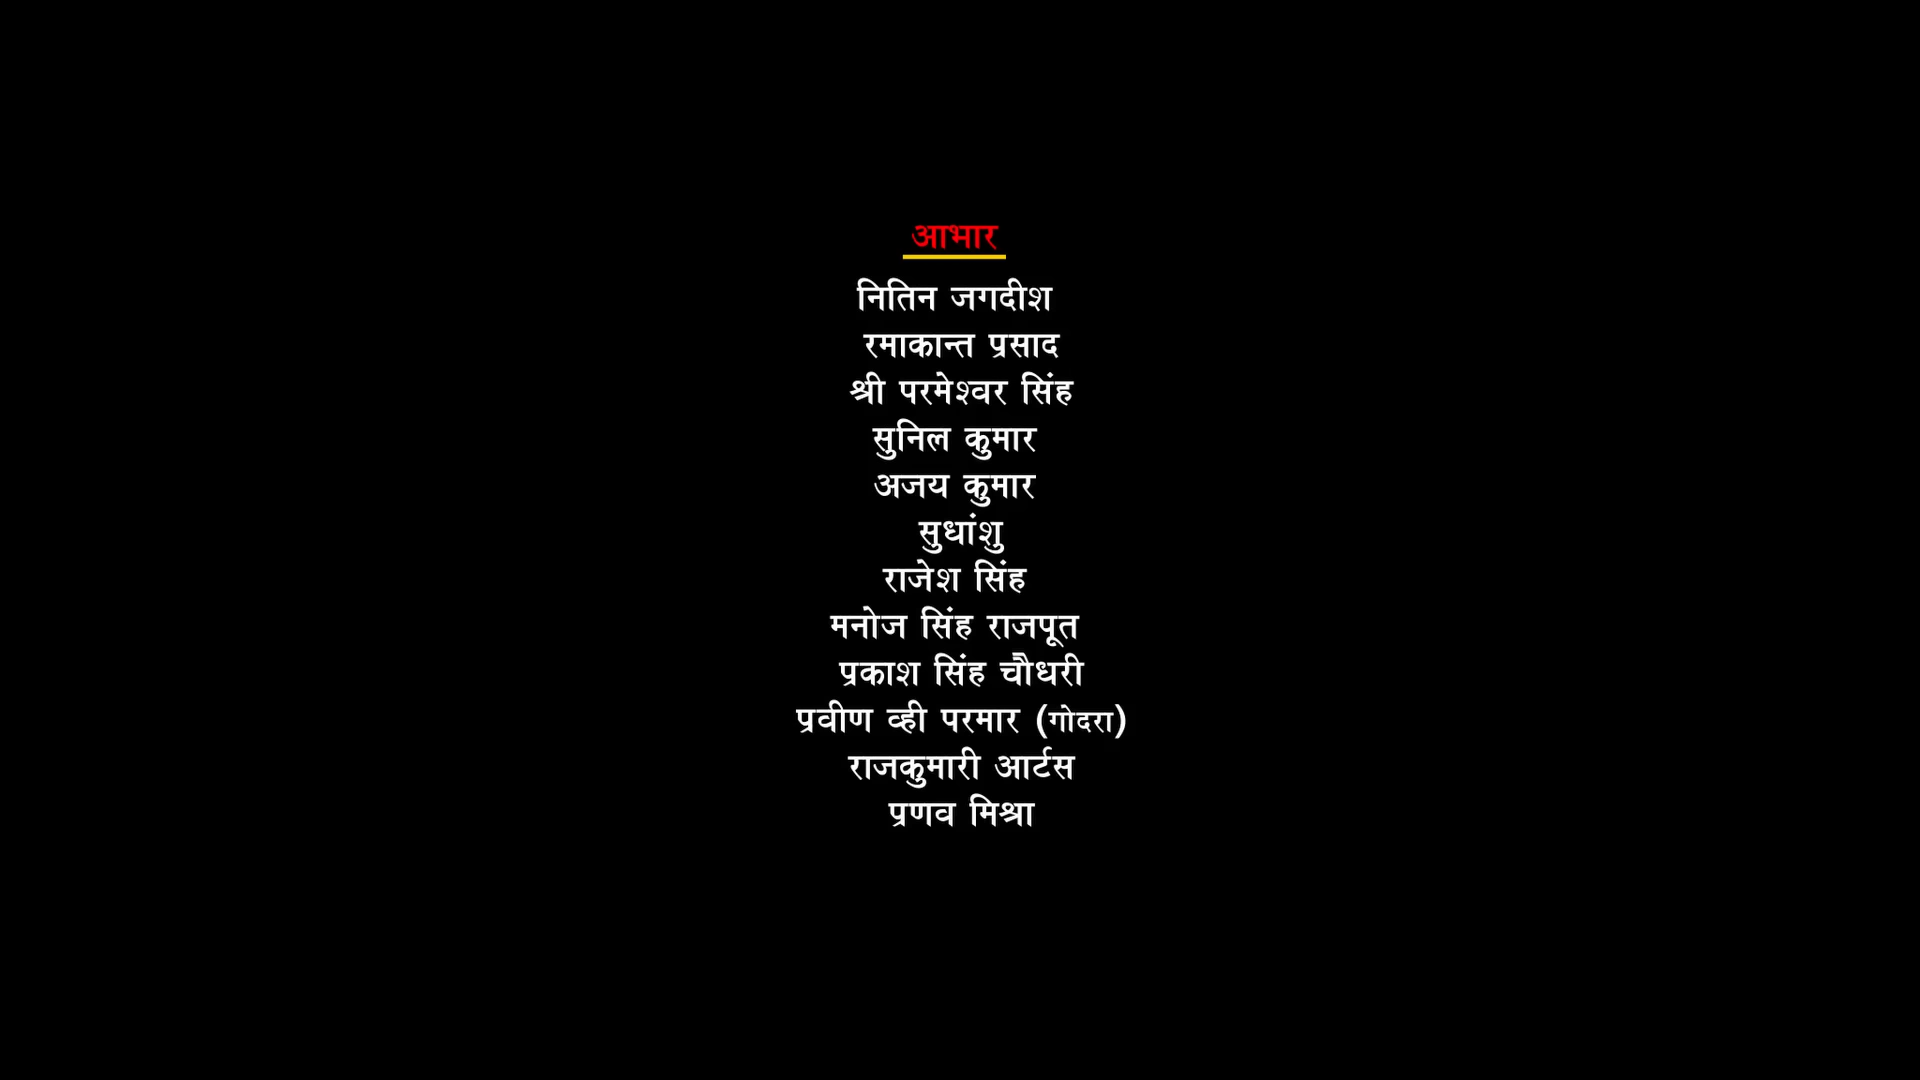 आभार
नितिन जगदीश
रमाकान्त प्रसाद
श्री परमेश्वर सिंह
सुनिल कुमार
अजय कुमार
सुधांशु
राजेश सिंह
मनोज सिंह राजपूत
प्रकाश सिंह चौधरी
प्रवीण व्ही परमार (गोदरा)
राजकुमारी आर्टस
प्रणव मिश्रा